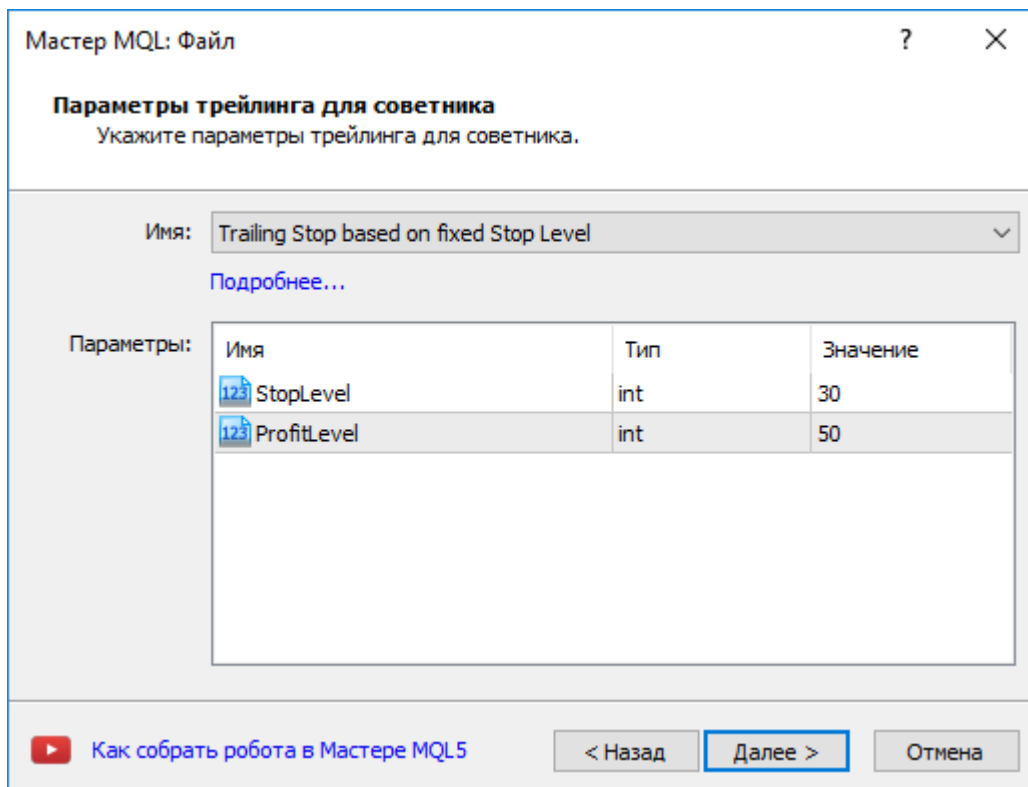 Мастер MQL: Файл
?
Параметры трейлинга для советника
Укажите параметры трейлинга для советника.
Имя: Trailing Stop based on fixed Stop Level
Подробнее...
Параметры:
Имя Тип Значение
123 StopLevel int 30
123 ProfitLevel int 50
Как собрать робота в Мастере MQL5 < Назад Далее > Отмена